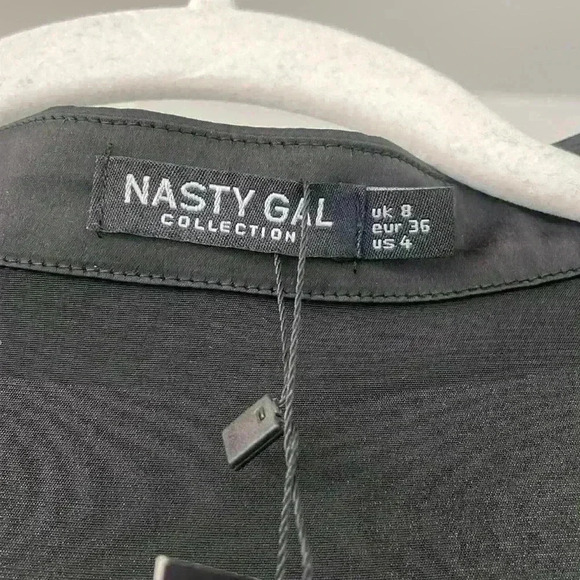 NASTY GAL
COLLECTION
uk 8
eur 36
us 4